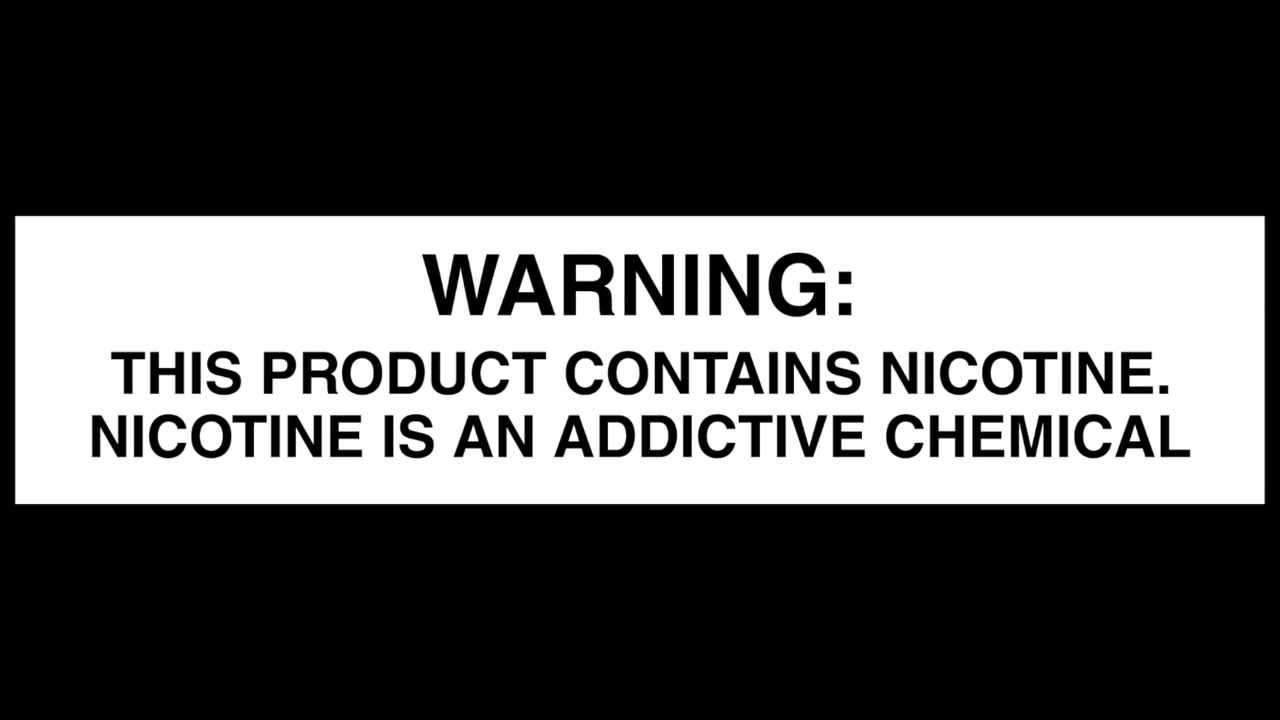 WARNING:
THIS PRODUCT CONTAINS NICOTINE.
NICOTINE IS AN ADDICTIVE CHEMICAL